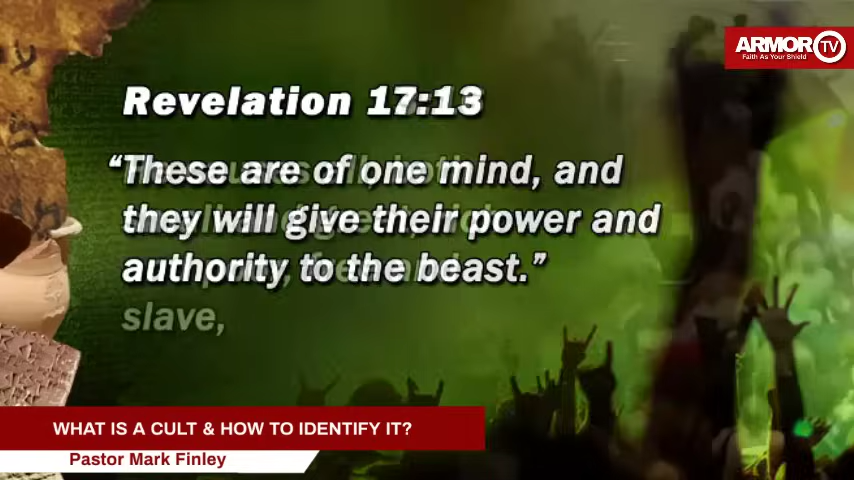 ARMOR TV
Faith As Your Shield
Revelation 17:13
“These are of one mind, and
they will give their power and
authority to the beast.”
slave,
WHAT IS A CULT & HOW TO IDENTIFY IT?
Pastor Mark Finley